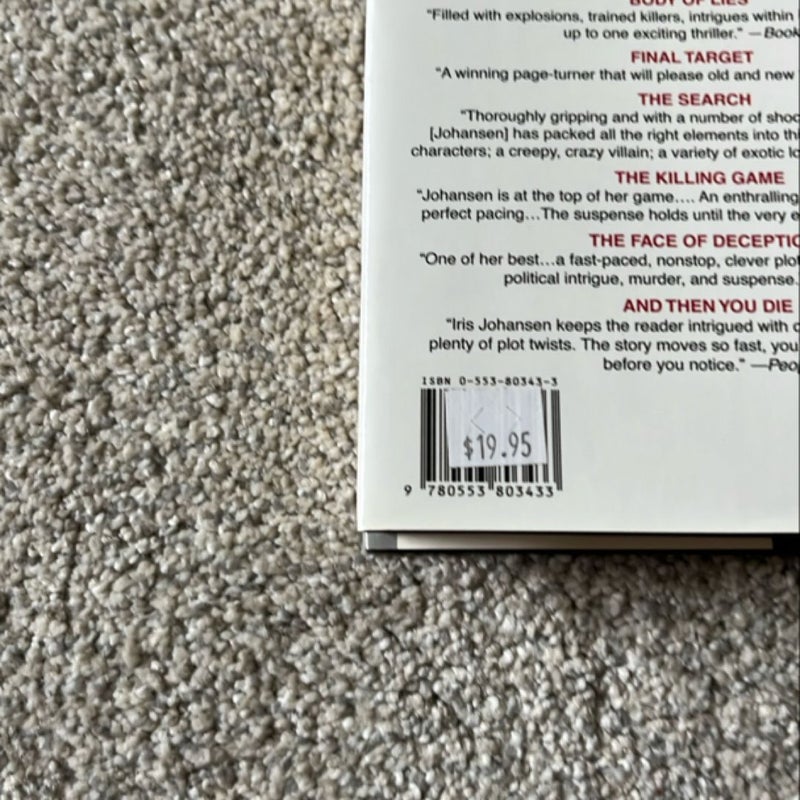 BODY OF LIES
"Filled with explosions, trained killers, intrigues within
up to one exciting thriller." —Book
FINAL TARGET
"A winning page-turner that will please old and new
THE SEARCH
"Thoroughly gripping and with a number of shoc
[Johansen] has packed all the right elements into thi
characters; a creepy, crazy villain; a variety of exotic lo
THE KILLING GAME
"Johansen is at the top of her game.... An enthralling
perfect pacing...The suspense holds until the very e
THE FACE OF DECEPTIO
"One of her best...a fast-paced, nonstop, clever plot
political intrigue, murder, and suspense.
AND THEN YOU DIE
"Iris Johansen keeps the reader intrigued with c
plenty of plot twists. The story moves so fast, you
before you notice." —Peop
ISBN 0-553-80343-3
$19.95
9 780553 803433